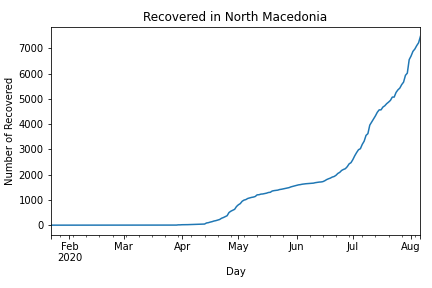 Recovered in North Macedonia
Number of Recovered
7000
6000
5000
4000
3000
2000
1000
0
Feb Mar Apr May Jun Jul Aug
2020
Day